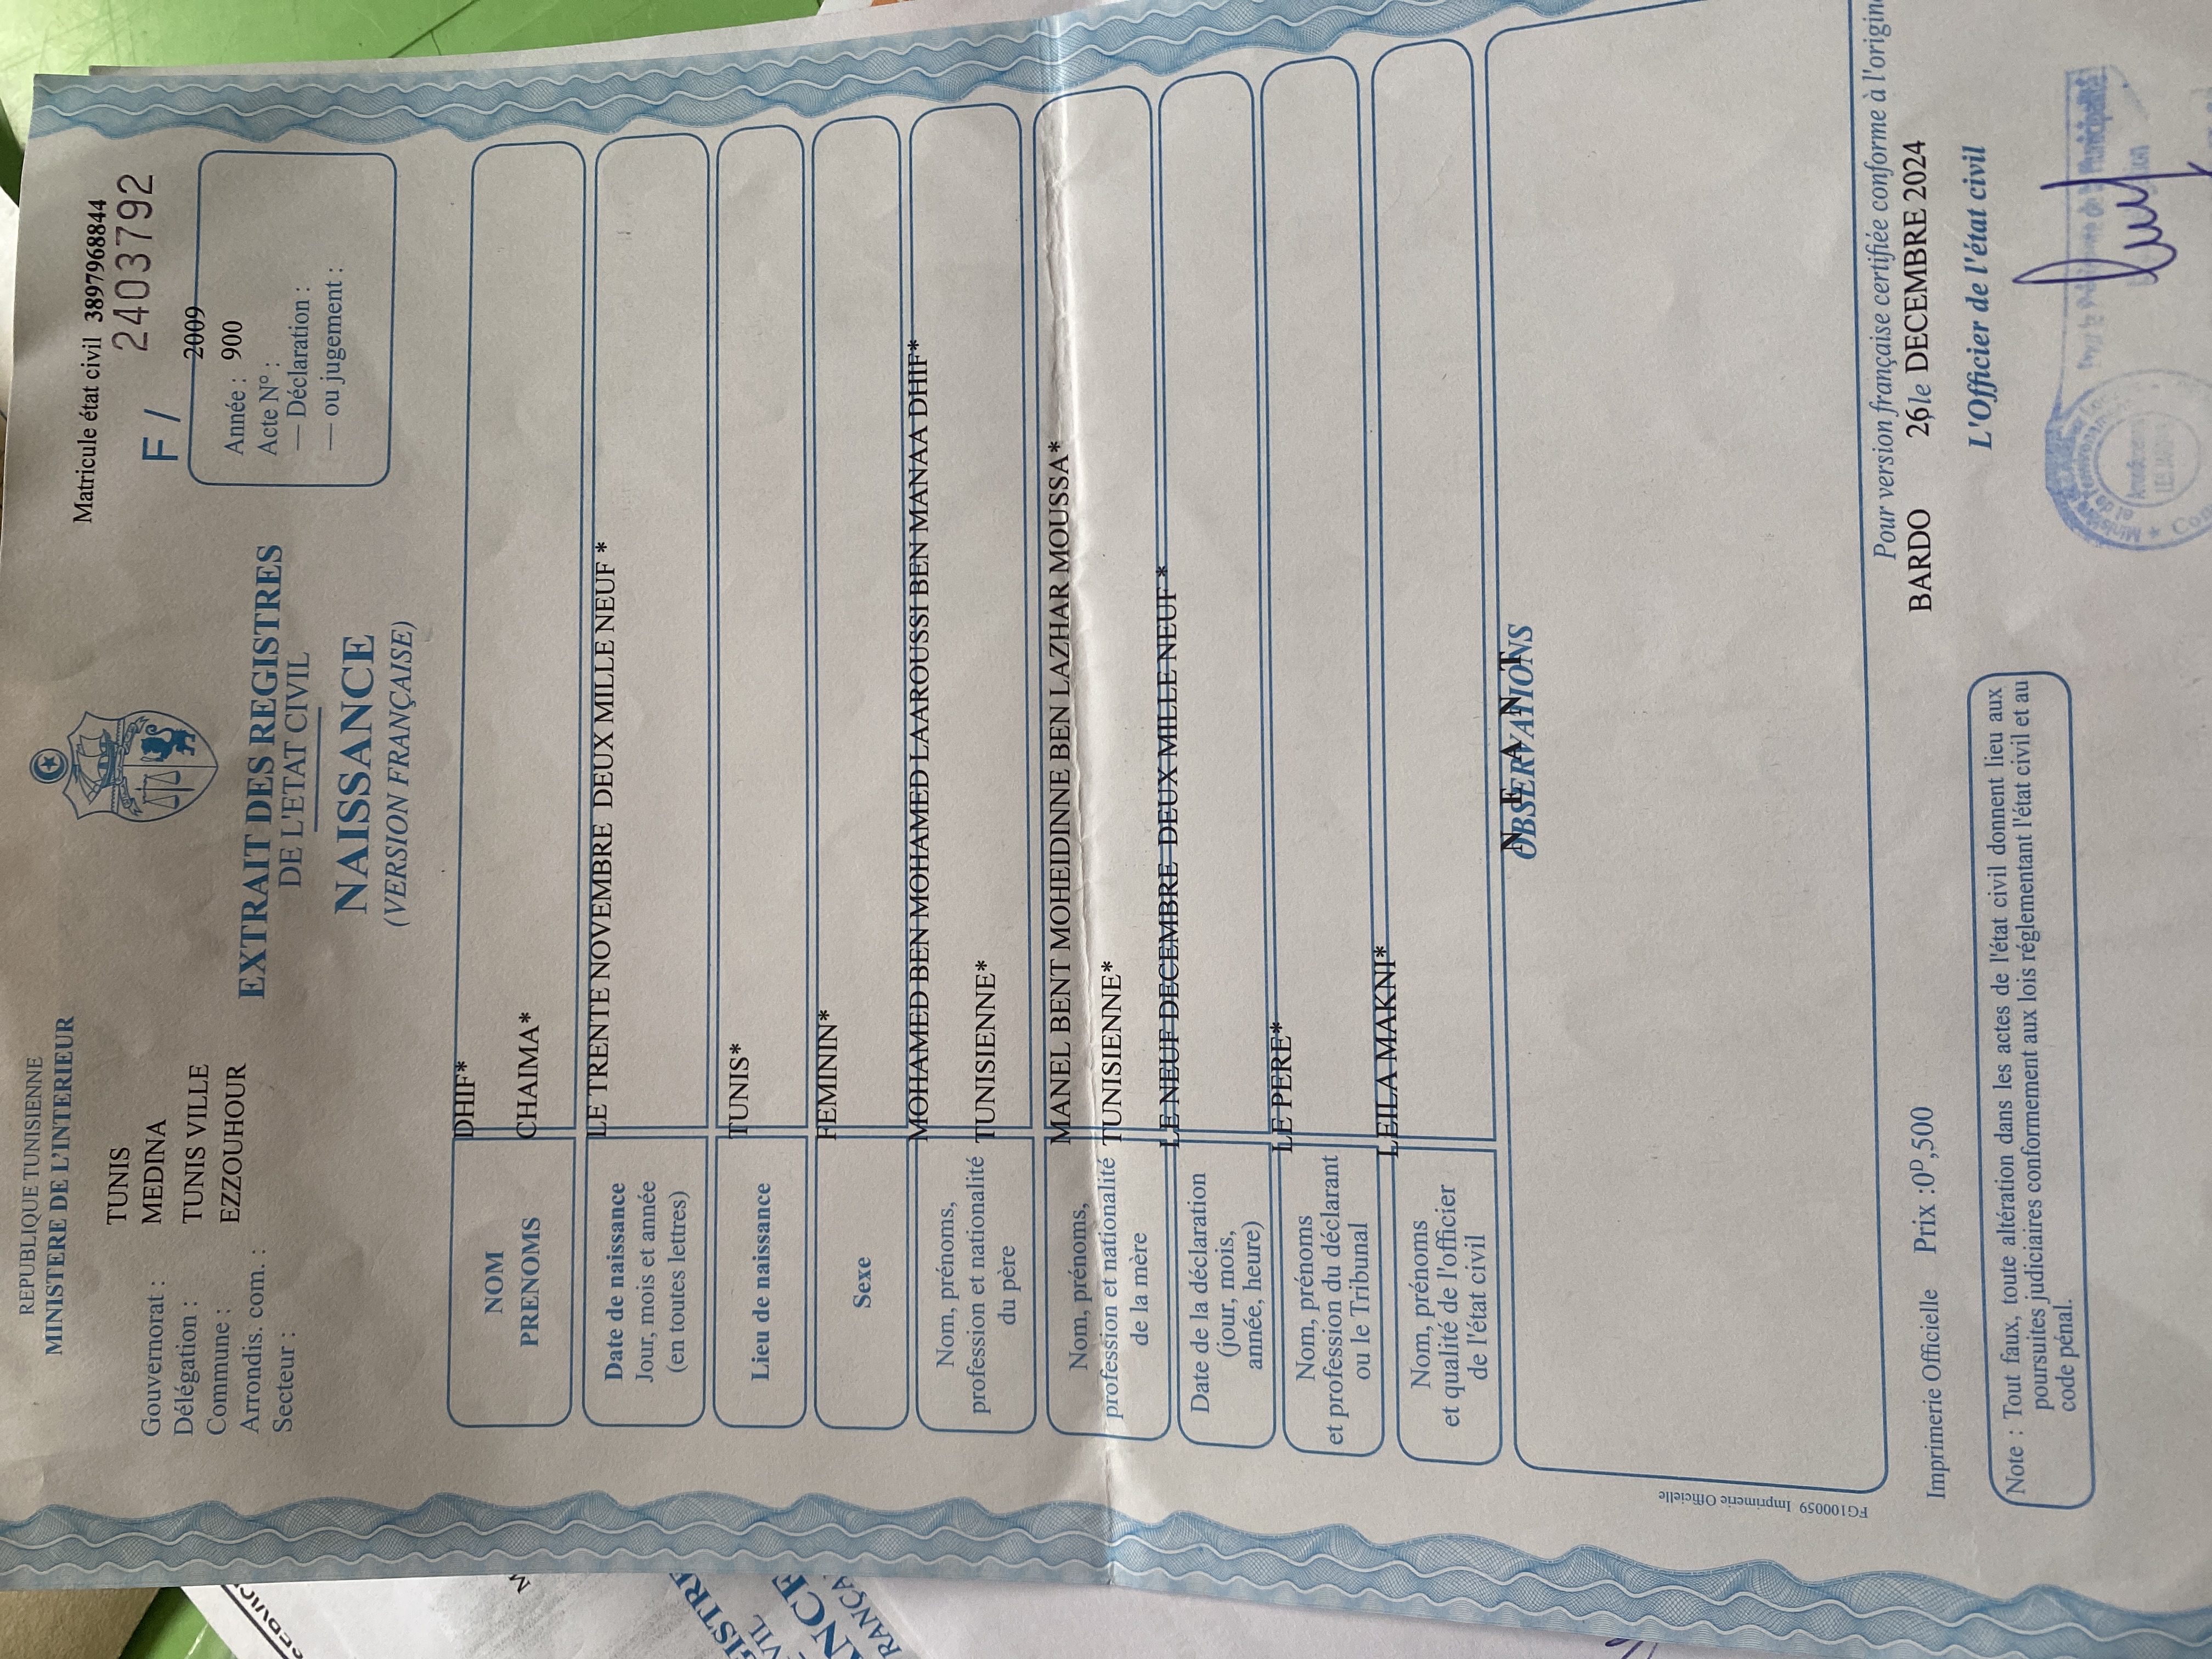 REPUBLIQUE TUNISIENNE
MINISTERE DE L'INTERIEUR
Matricule état civil 3897968844
F / 2403792
Gouvernorat : TUNIS
Délégation : MEDINA
Commune : TUNIS VILLE
Arrondis. com. : EZZOUHOUR
Secteur :
EXTRAIT DES REGISTRES
DE L'ETAT CIVIL
NAISSANCE
(VERSION FRANÇAISE)
2009
Année : 900
Acte N° :
— Déclaration :
— ou jugement :
NOM
PRENOMS
DHIF*
CHAIMA*
Date de naissance
Jour, mois et année
(en toutes lettres)
LE TRENTE NOVEMBRE DEUX MILLE NEUF *
Lieu de naissance
TUNIS*
Sexe
FEMININ*
Nom, prénoms,
profession et nationalité
du père
MOHAMED BEN MOHAMED LAAROUSSI BEN MANAA DHIF*
TUNISIENNE*
Nom, prénoms,
profession et nationalité
de la mère
MANEL BENT MOHEIDINNE BEN LAZHAR MOUSSA*
TUNISIENNE*
Date de la déclaration
(jour, mois,
année, heure)
LE NEUF DECEMBRE DEUX MILLE NEUF *
Nom, prénoms
et profession du déclarant
ou le Tribunal
LE PERE*
Nom, prénoms
et qualité de l'officier
de l'état civil
LEILA MAKNI*
N E A N T
OBSERVATIONS
FG100059 Imprimerie Officielle
Pour version française certifiée conforme à l'origine
BARDO 26 le DECEMBRE 2024
L'Officier de l'état civil
Imprimerie Officielle Prix :0ᴰ,500
Note : Tout faux, toute altération dans les actes de l'état civil donnent lieu aux
poursuites judiciaires conformement aux lois réglementant l'état civil et au
code pénal.